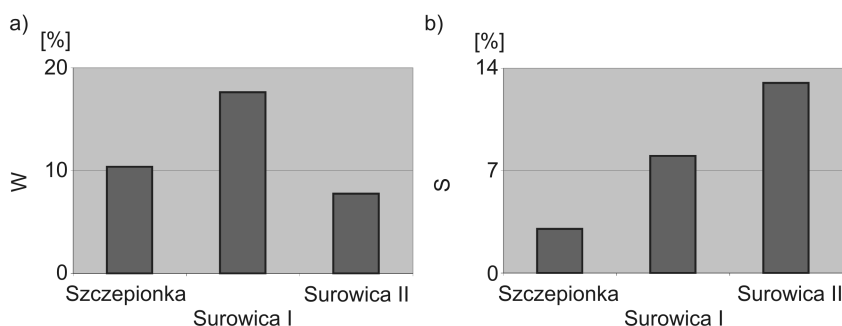 a)
[%]
20
10
0
W
Szczepionka
Surowica II
Surowica I
b)
[%]
14
7
0
S
Szczepionka
Surowica II
Surowica I